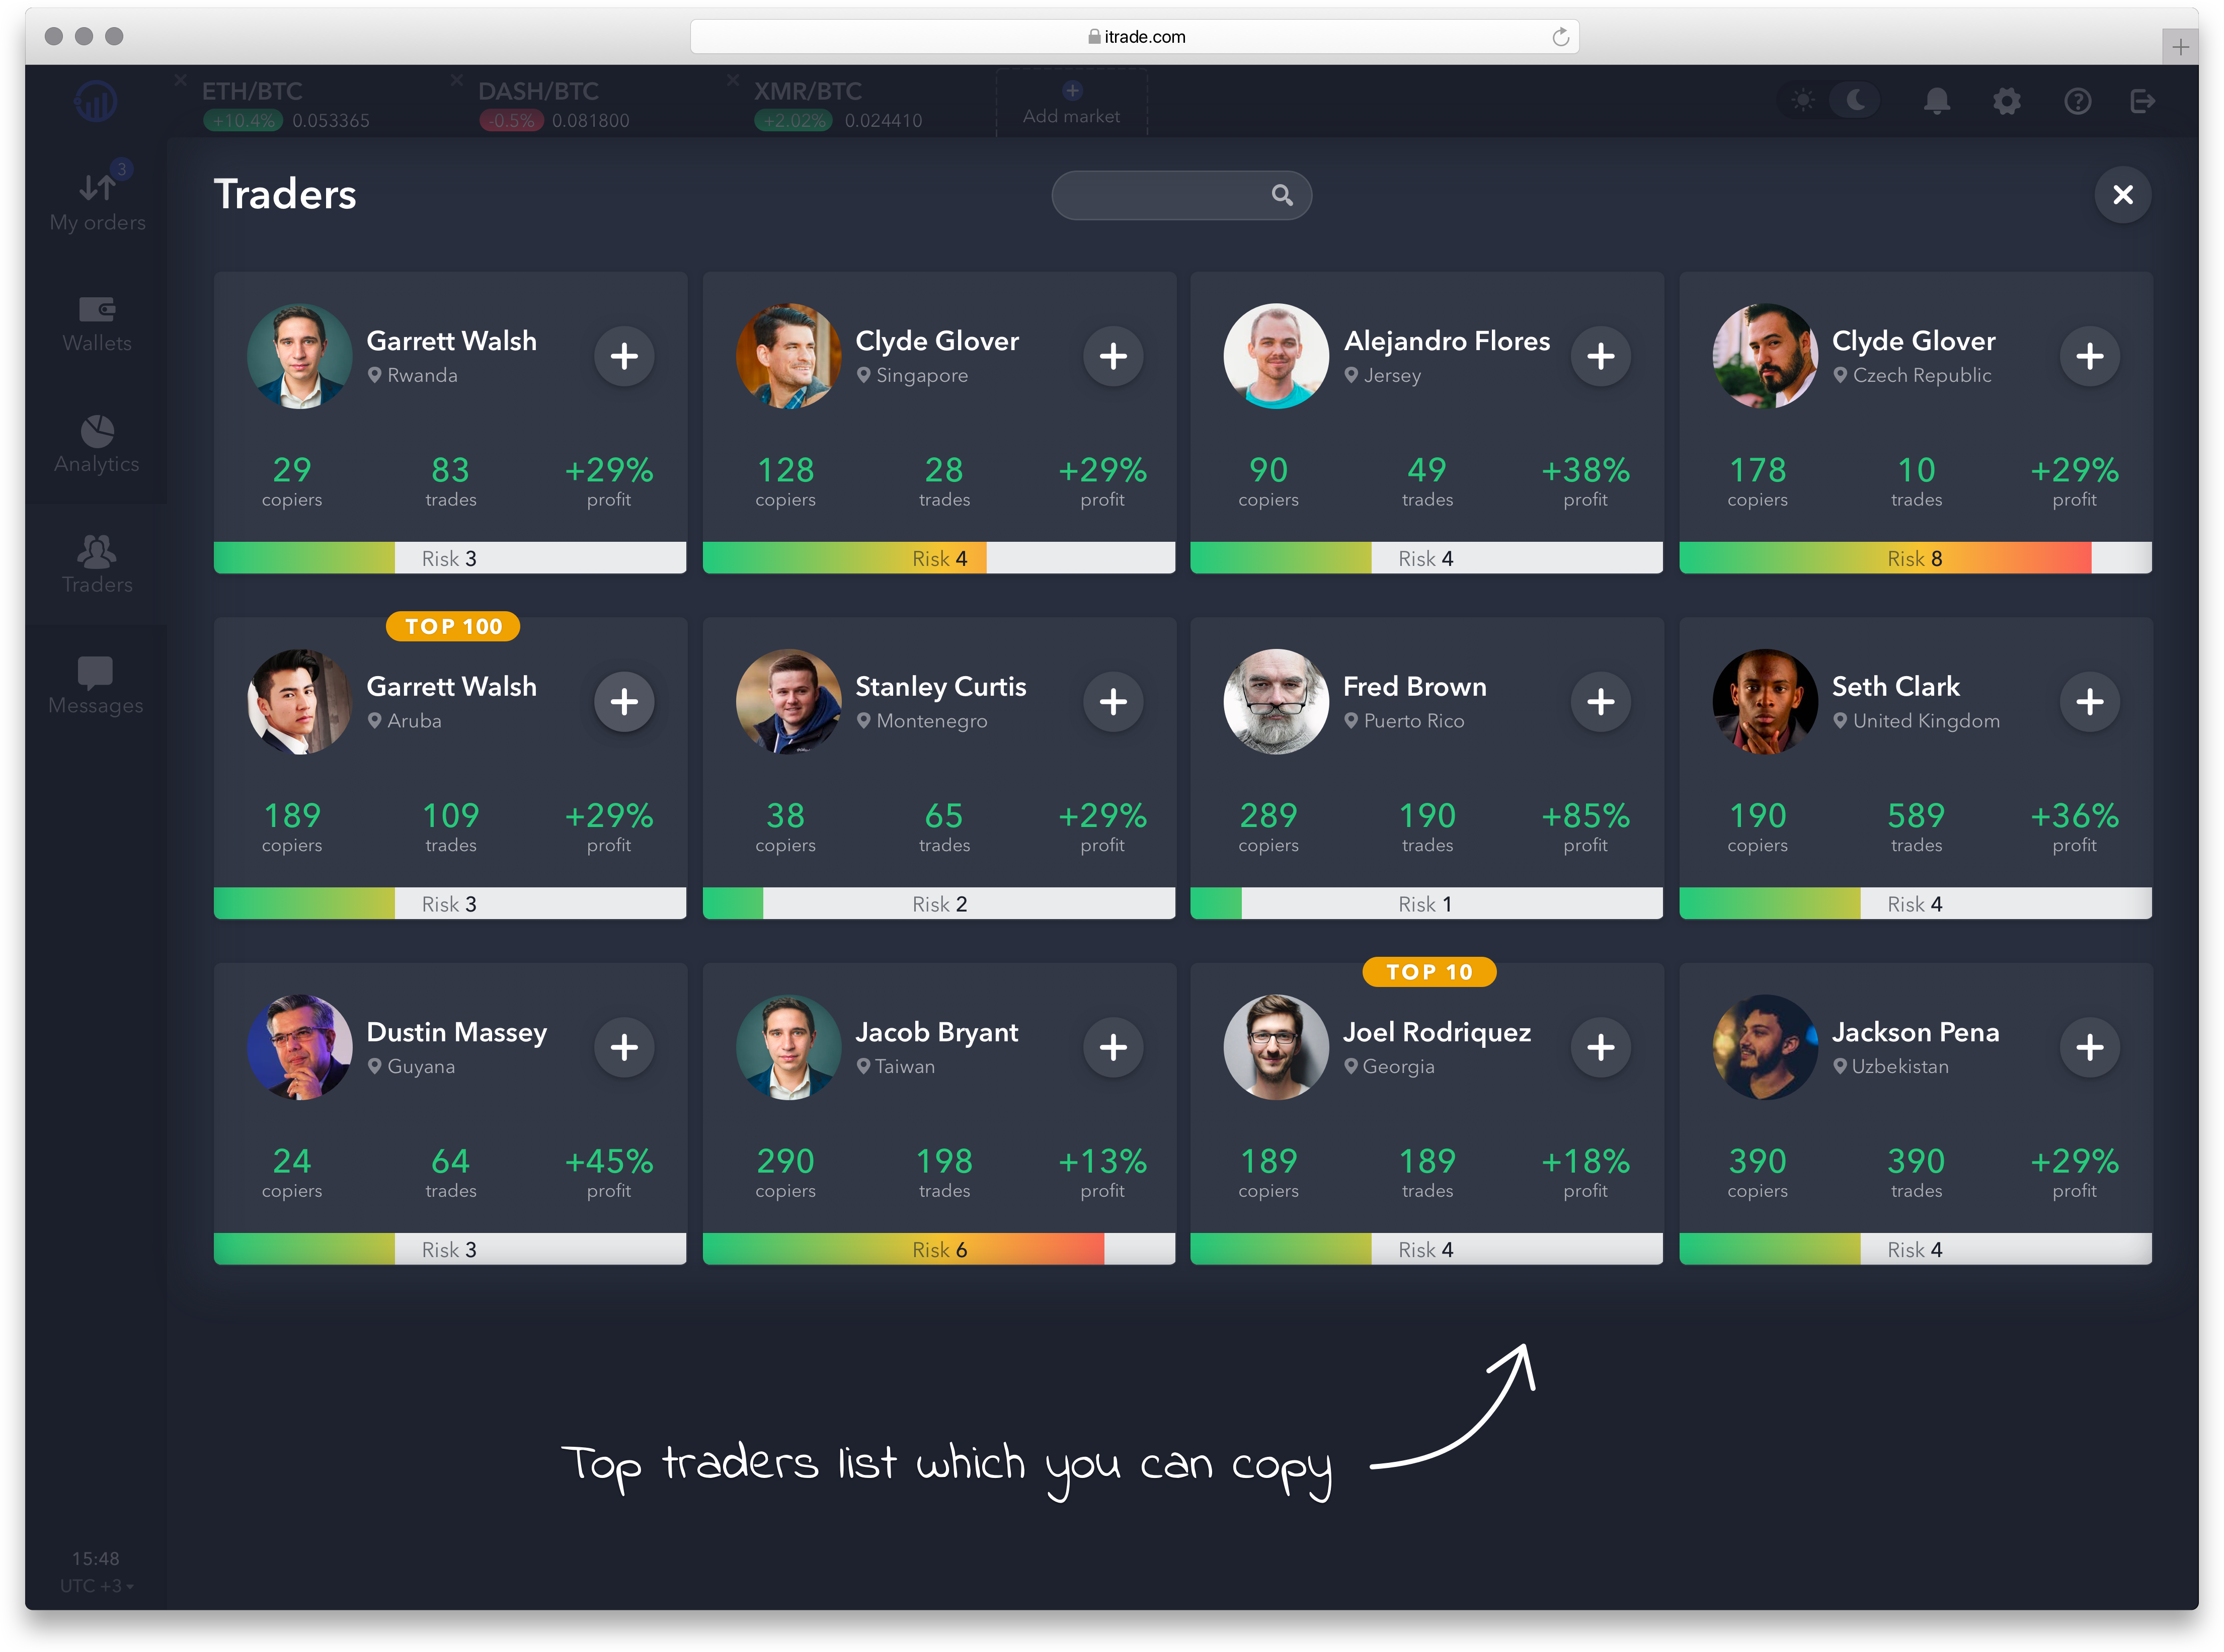 itrade.com
ETH/BTC
+10.4% 0.053365
DASH/BTC
-0.5% 0.081800
XMR/BTC
+2.02% 0.024410
Add market
3
My orders
Wallets
Analytics
Traders
Messages
15:48
UTC +3
Traders
Garrett Walsh
Rwanda
29 83 +29%
copiers trades profit
Risk 3
Clyde Glover
Singapore
128 28 +29%
copiers trades profit
Risk 4
Alejandro Flores
Jersey
90 49 +38%
copiers trades profit
Risk 4
Clyde Glover
Czech Republic
178 10 +29%
copiers trades profit
Risk 8
TOP 100
Garrett Walsh
Aruba
189 109 +29%
copiers trades profit
Risk 3
Stanley Curtis
Montenegro
38 65 +29%
copiers trades profit
Risk 2
Fred Brown
Puerto Rico
289 190 +85%
copiers trades profit
Risk 1
Seth Clark
United Kingdom
190 589 +36%
copiers trades profit
Risk 4
Dustin Massey
Guyana
24 64 +45%
copiers trades profit
Risk 3
Jacob Bryant
Taiwan
290 198 +13%
copiers trades profit
Risk 6
TOP 10
Joel Rodriquez
Georgia
189 189 +18%
copiers trades profit
Risk 4
Jackson Pena
Uzbekistan
390 390 +29%
copiers trades profit
Risk 4
Top traders list which you can copy